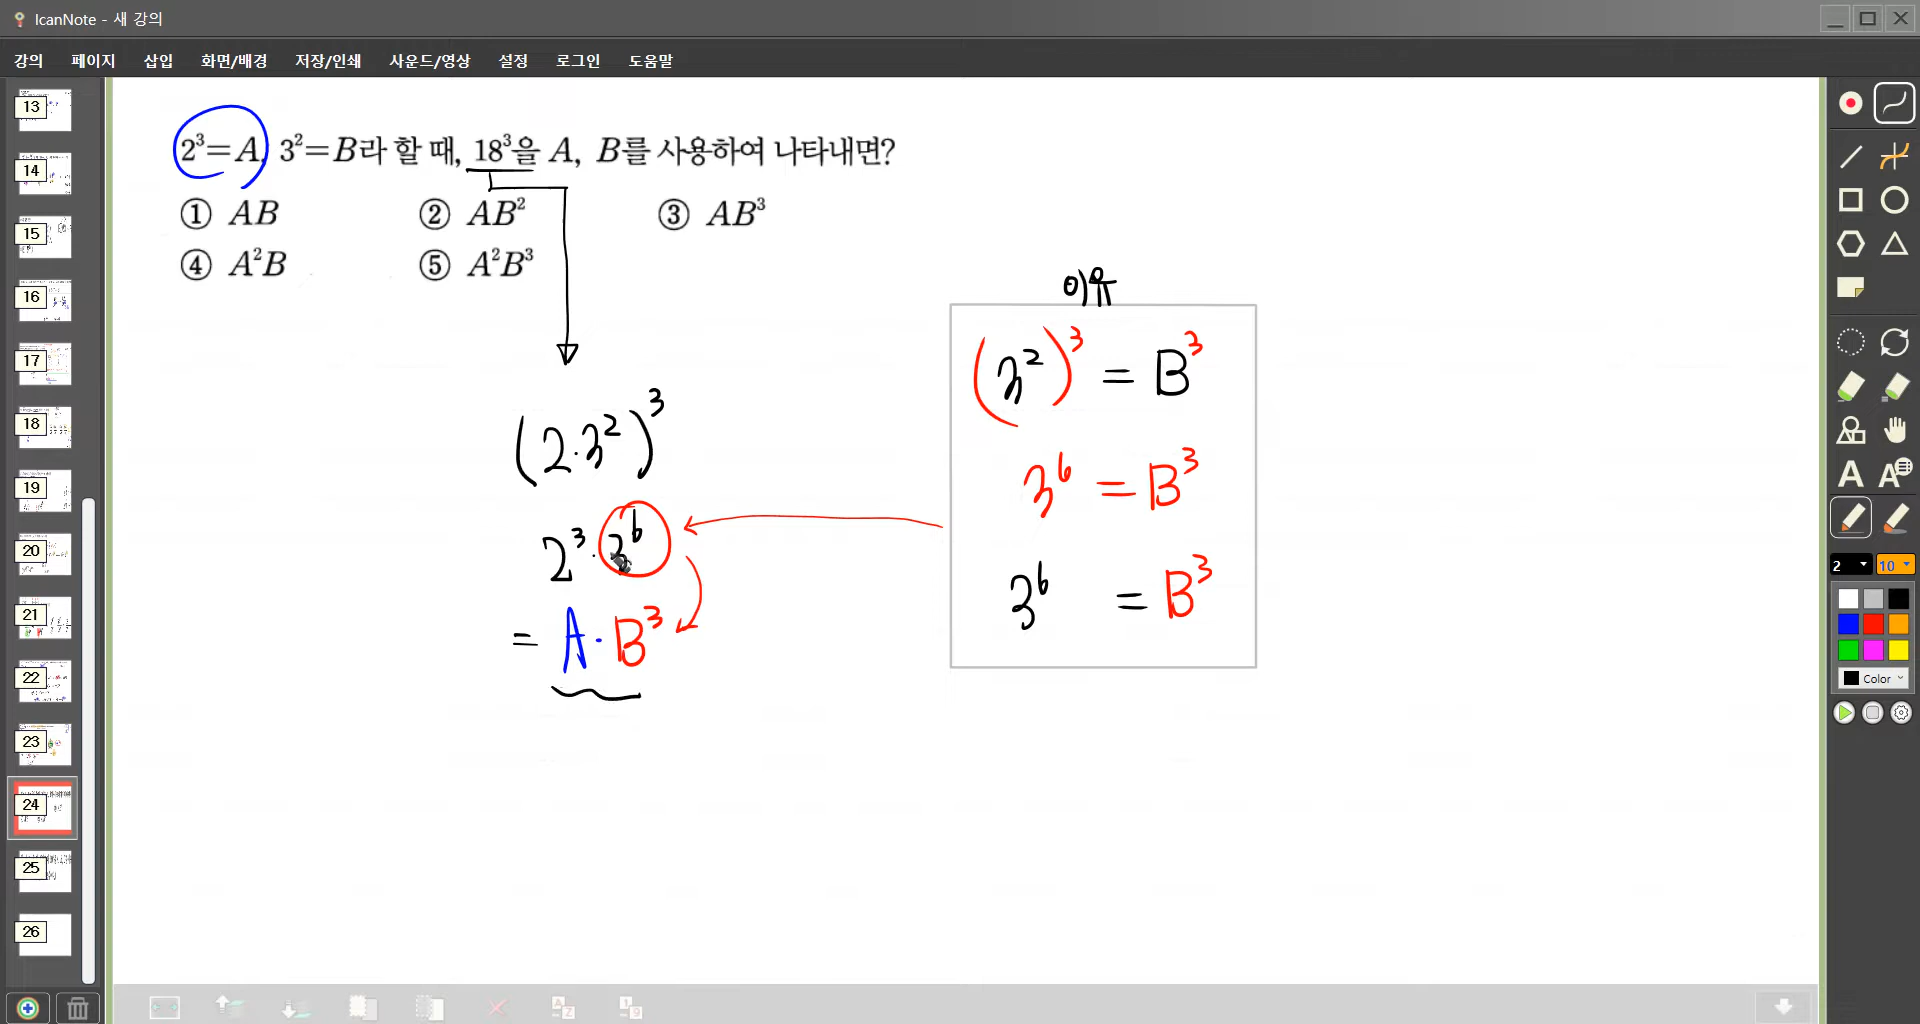 IcanNote - 새 강의
강의 페이지 삽입 화면/배경 저장/인쇄 사운드/영상 설정 로그인 도움말
2³=A, 3²=B라 할 때, 18³을 A, B를 사용하여 나타내면?
① AB ② AB² ③ AB³
④ A²B ⑤ A²B³
이유
(3²)³ = B³
3⁶ = B³
3⁶ = B³
(2·3²)³
2³·3⁶
= A·B³
13
14
15
16
17
18
19
20
21
22
23
24
25
26
A A
2 10
Color